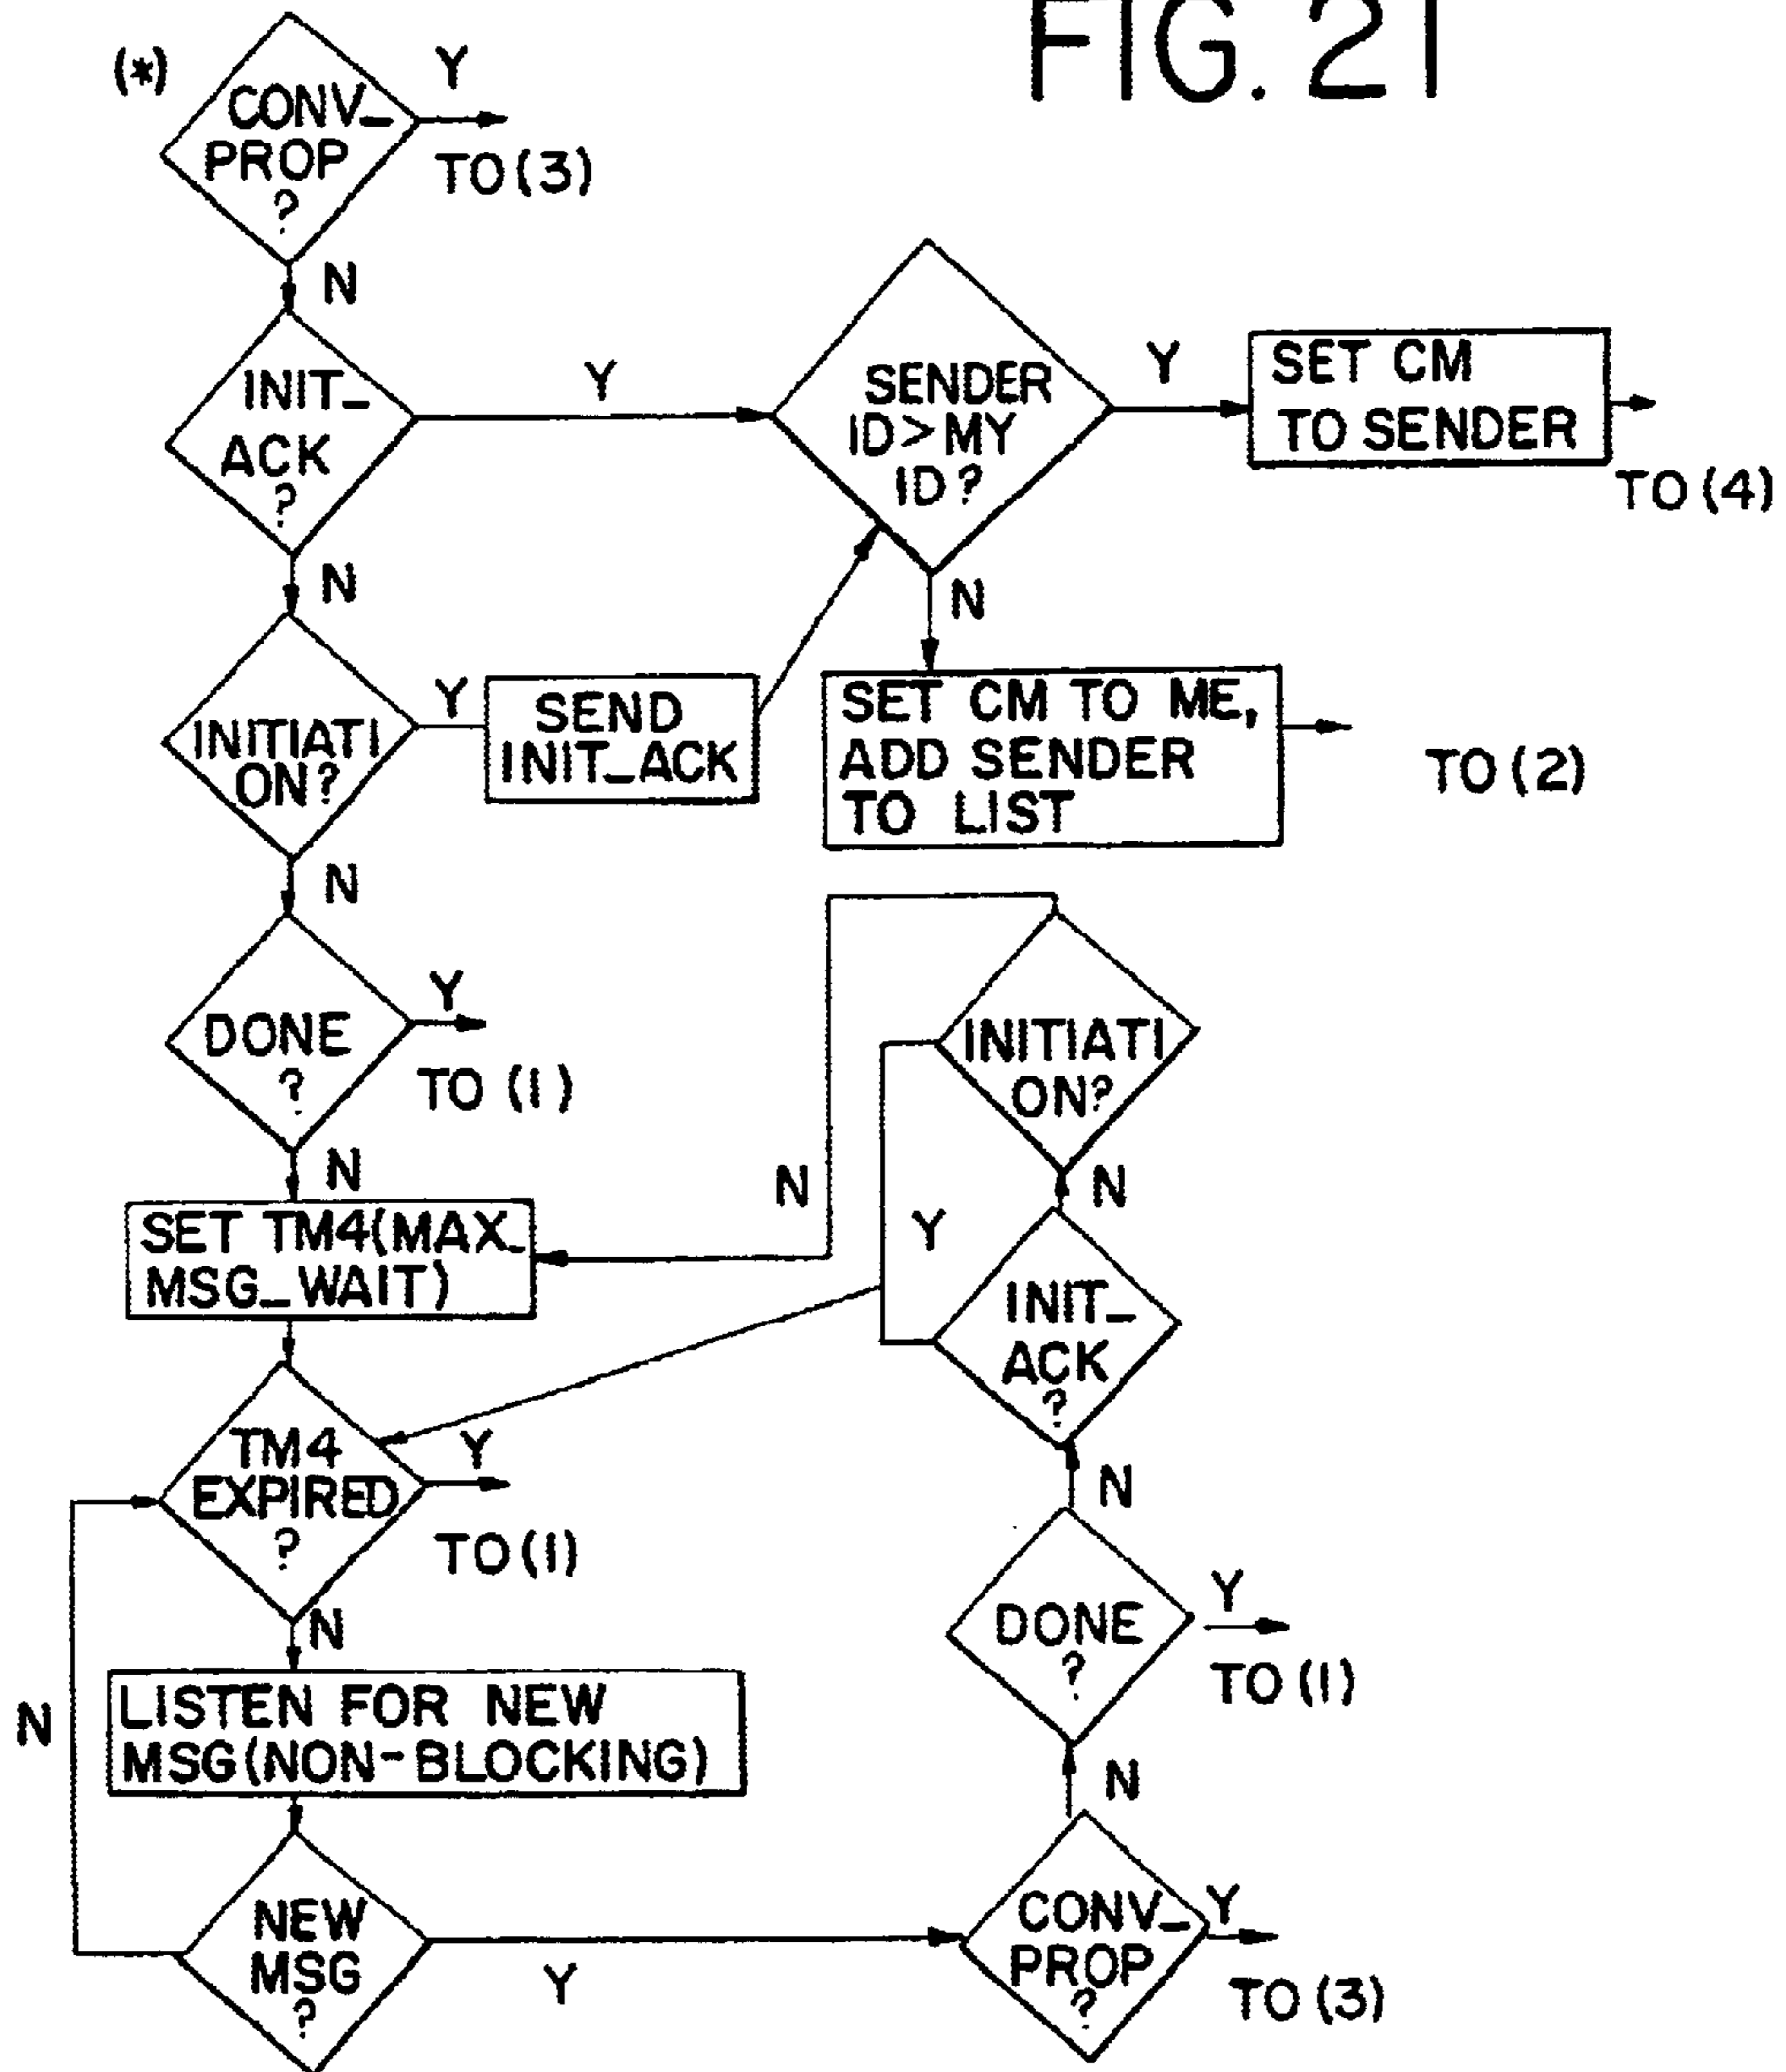 FIG. 21
(*)
CONV_
PROP
?
Y
TO (3)
N
INIT_
ACK
?
Y
SENDER
ID>MY
ID?
Y
SET CM
TO SENDER
TO (4)
N
N
INITIATI
ON?
Y
SEND
INIT_ACK
SET CM TO ME,
ADD SENDER
TO LIST
TO (2)
N
DONE
?
Y
TO (1)
N
SET TM4(MAX_
MSG_WAIT)
TM4
EXPIRED
?
Y
TO (1)
N
LISTEN FOR NEW
MSG(NON-BLOCKING)
N
NEW
MSG
?
Y
INITIATI
ON?
N
Y
N
INIT_
ACK
?
N
DONE
?
Y
TO (1)
N
CONV_
PROP
?
Y
TO (3)